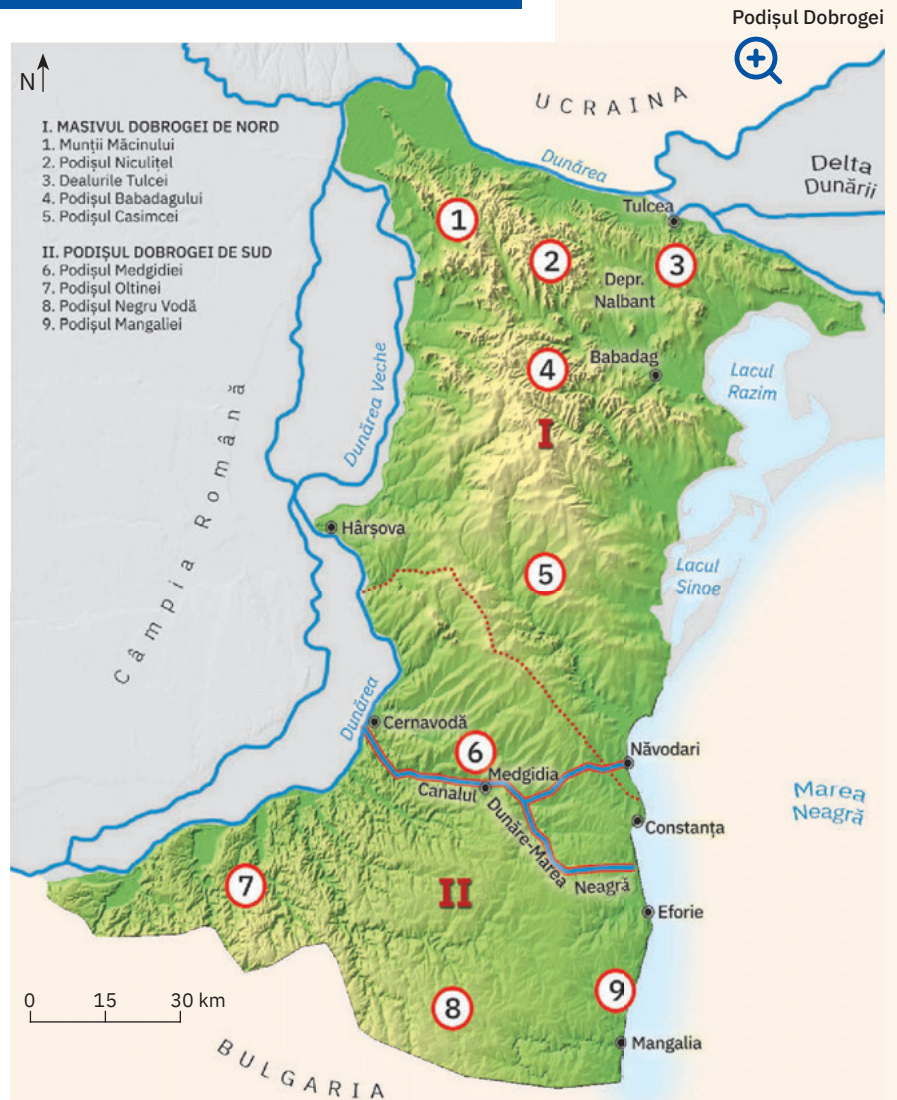 Podișul Dobrogei
N
UCRAINA
I. MASIVUL DOBROGEI DE NORD
1. Munții Măcinului
2. Podișul Niculițel
3. Dealurile Tulcei
4. Podișul Babadagului
5. Podișul Casimcei
II. PODIȘUL DOBROGEI DE SUD
6. Podișul Medgidiei
7. Podișul Oltinei
8. Podișul Negru Vodă
9. Podișul Mangaliei
Dunărea
Delta
Dunării
Tulcea
1
2
3
Depr.
Nalbant
Babadag
4
Lacul
Razim
Dunărea Veche
I
Câmpia Română
Hârșova
5
Lacul
Sinoe
Dunărea
Cernavodă
6
Medgidia
Năvodari
Canalul
Dunăre-Marea
Neagră
Marea
Neagră
Constanța
7
II
Eforie
8
9
Mangalia
0 15 30 km
BULGARIA